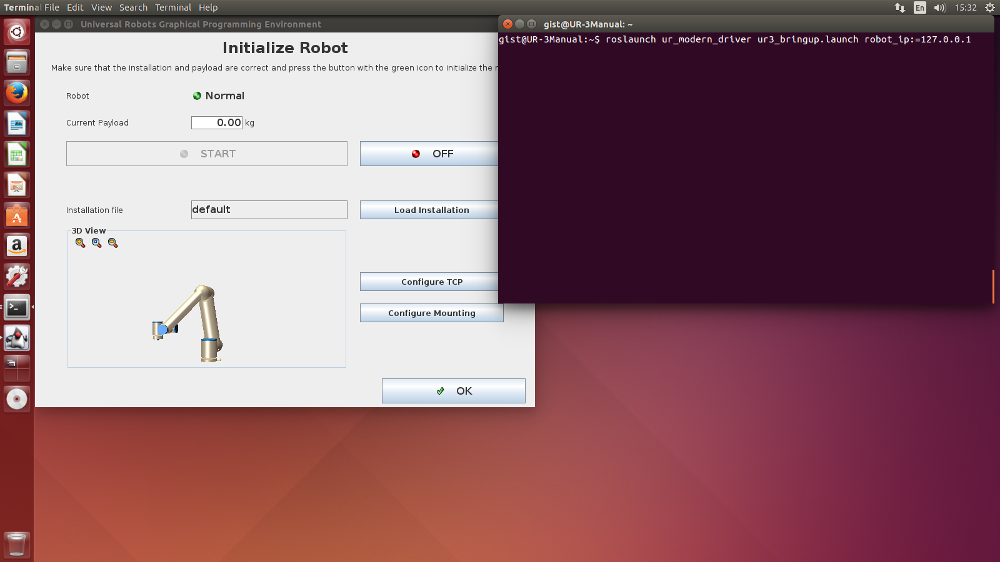 Terminal File Edit View Search Terminal Help
En 15:32
Universal Robots Graphical Programming Environment
Initialize Robot
Make sure that the installation and payload are correct and press the button with the green icon to initialize the
Robot
Normal
Current Payload
0.00 kg
START
OFF
Installation file
default
Load Installation
3D View
Configure TCP
Configure Mounting
OK
gist@UR-3Manual: ~
gist@UR-3Manual:~$ roslaunch ur_modern_driver ur3_bringup.launch robot_ip:=127.0.0.1